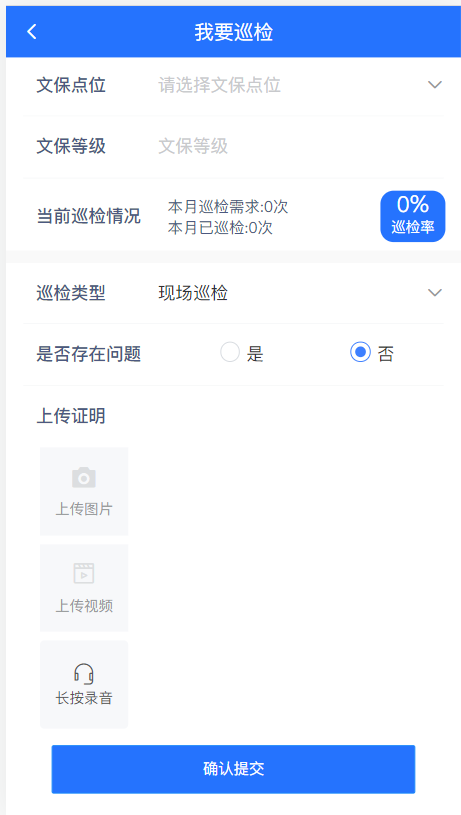 我要巡检
文保点位 请选择文保点位
文保等级 文保等级
当前巡检情况 本月巡检需求:0次
本月已巡检:0次
0%
巡检率
巡检类型 现场巡检
是否存在问题 是 否
上传证明
上传图片
上传视频
长按录音
确认提交